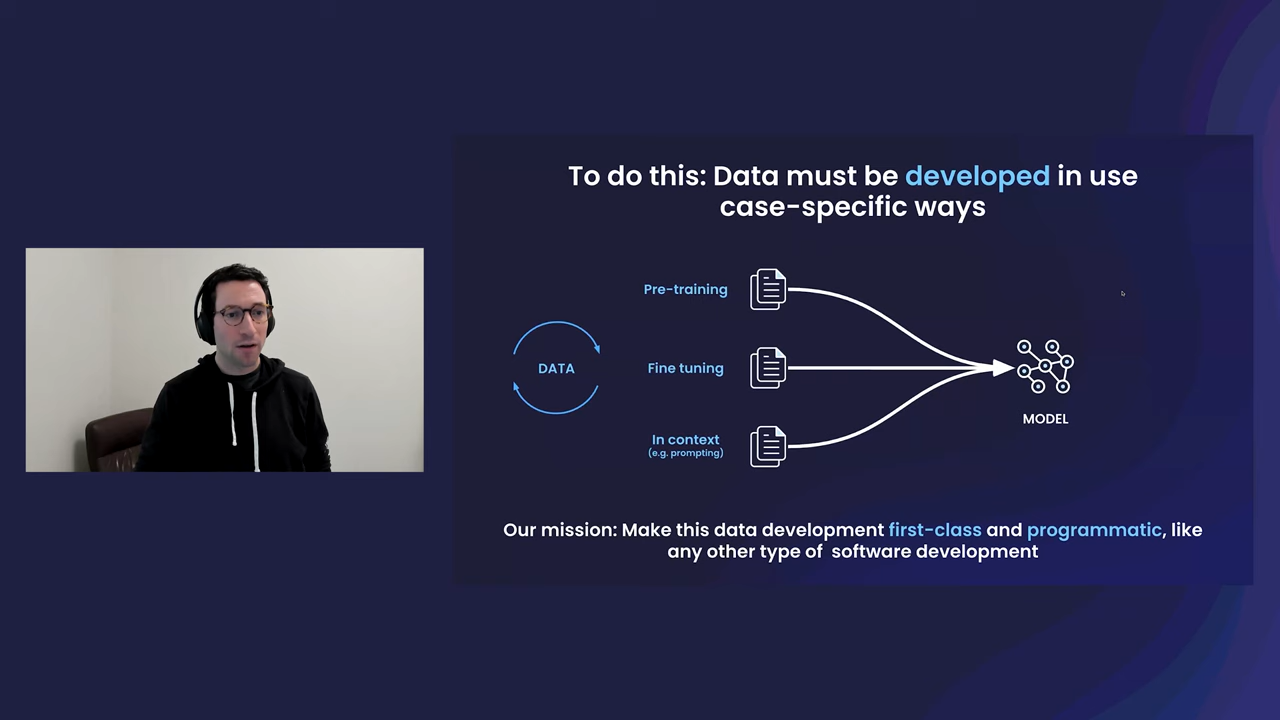 To do this: Data must be developed in use
case-specific ways
Pre-training
DATA
Fine tuning
In context
(e.g. prompting)
MODEL
Our mission: Make this data development first-class and programmatic, like
any other type of software development